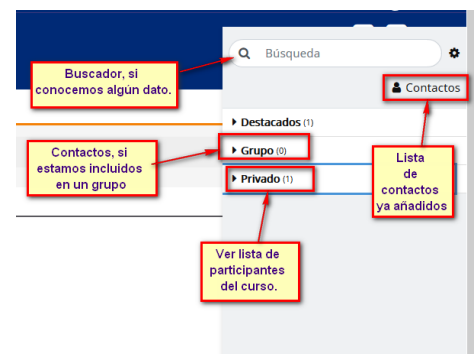 Búsqueda
Buscador, si
conocemos algún dato.
Contactos
Destacados (1)
Contactos, si
estamos incluidos
en un grupo
Grupo (0)
Lista
de
contactos
ya añadidos
Privado (1)
Ver lista de
participantes
del curso.